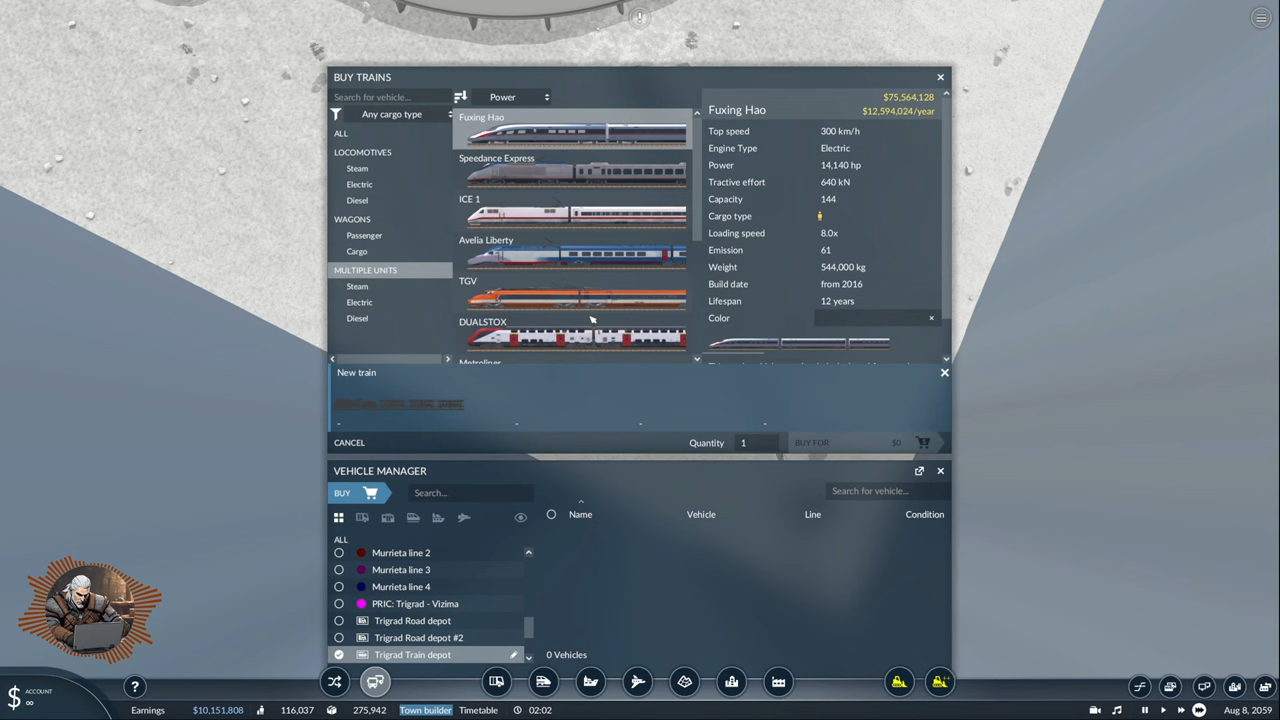 BUY TRAINS
Search for vehicle...
Power
Any cargo type
ALL
LOCOMOTIVES
Steam
Electric
Diesel
WAGONS
Passenger
Cargo
MULTIPLE UNITS
Steam
Electric
Diesel
Fuxing Hao
Speedance Express
ICE 1
Avelia Liberty
TGV
DUALSTOX
Metroliner
$75,564,128
Fuxing Hao
$12,594,024/year
Top speed 300 km/h
Engine Type Electric
Power 14,140 hp
Tractive effort 640 kN
Capacity 144
Cargo type
Loading speed 8.0x
Emission 61
Weight 544,000 kg
Build date from 2016
Lifespan 12 years
Color
New train
- - - -
CANCEL
Quantity 1
BUY FOR $0
VEHICLE MANAGER
BUY
Search...
Search for vehicle...
Name Vehicle Line Condition
ALL
Murrieta line 2
Murrieta line 3
Murrieta line 4
PRIC: Trigrad - Vizima
Trigrad Road depot
Trigrad Road depot #2
Trigrad Train depot
0 Vehicles
$ ACCOUNT
∞
?
Earnings $10,151,808 116,037 275,942 Town builder Timetable 02:02
Aug 8, 2059